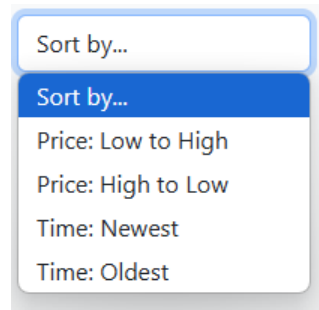 Sort by...
Sort by...
Price: Low to High
Price: High to Low
Time: Newest
Time: Oldest